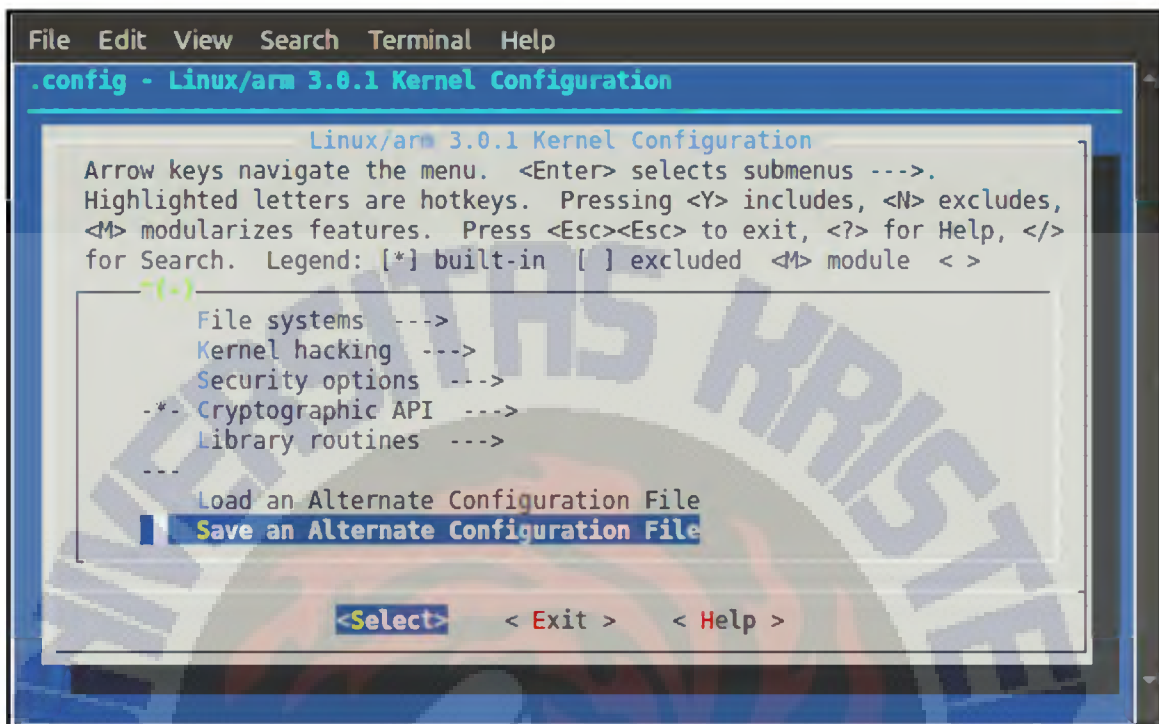 File Edit View Search Terminal Help
.config - Linux/arm 3.0.1 Kernel Configuration
Linux/arm 3.0.1 Kernel Configuration
Arrow keys navigate the menu. <Enter> selects submenus --->.
Highlighted letters are hotkeys. Pressing <Y> includes, <N> excludes,
<M> modularizes features. Press <Esc><Esc> to exit, <?> for Help, </>
for Search. Legend: [*] built-in [ ] excluded <M> module < >
^(-)
File systems --->
Kernel hacking --->
Security options --->
-*- Cryptographic API --->
Library routines --->
---
Load an Alternate Configuration File
Save an Alternate Configuration File
<Select> < Exit > < Help >
UNIVERSITAS KRISTE